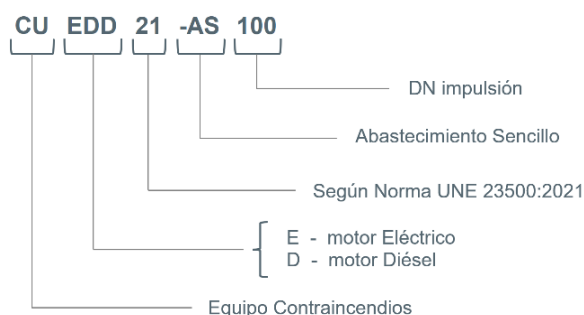 CU EDD 21 -AS 100
DN impulsión
Abastecimiento Sencillo
Según Norma UNE 23500:2021
E - motor Eléctrico
D - motor Diésel
Equipo Contraincendios